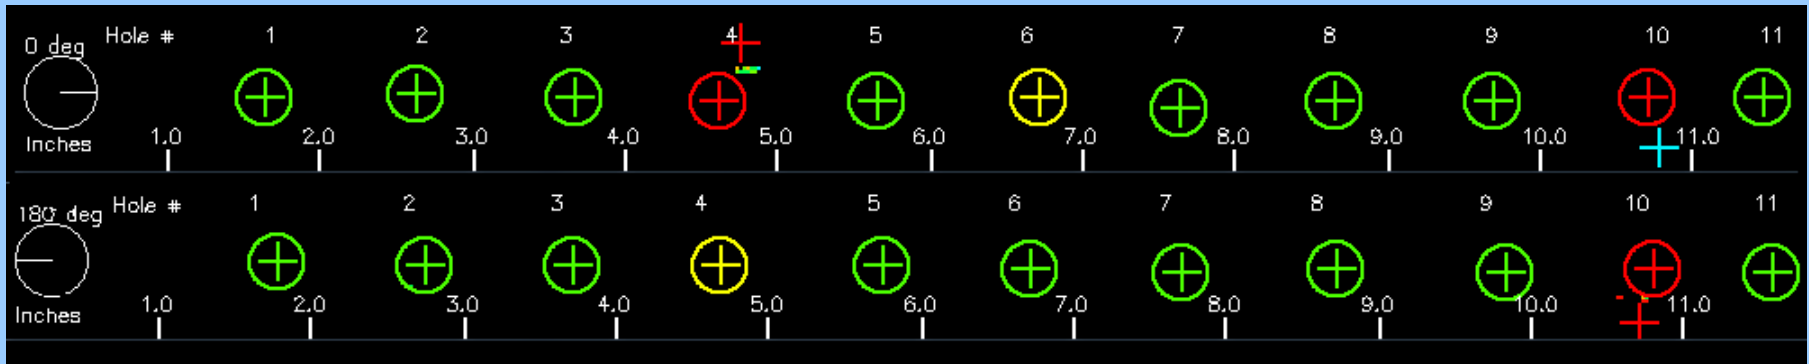 0 deg Hole # 1 2 3 4 5 6 7 8 9 10 11
Inches 1.0 2.0 3.0 4.0 5.0 6.0 7.0 8.0 9.0 10.0 11.0
180 deg Hole # 1 2 3 4 5 6 7 8 9 10 11
Inches 1.0 2.0 3.0 4.0 5.0 6.0 7.0 8.0 9.0 10.0 11.0